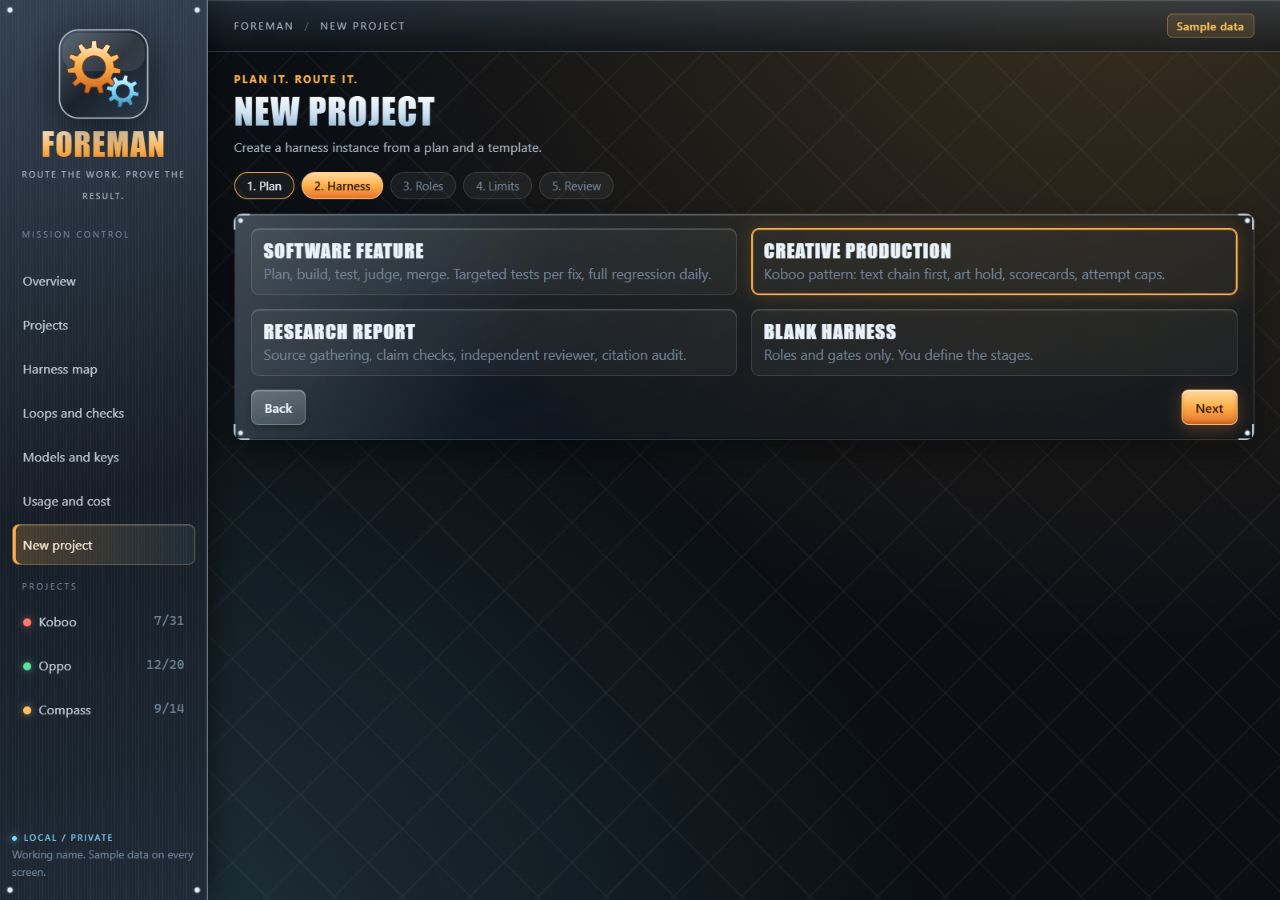 FOREMAN
ROUTE THE WORK. PROVE THE
RESULT.
MISSION CONTROL
Overview
Projects
Harness map
Loops and checks
Models and keys
Usage and cost
New project
PROJECTS
Koboo 7/31
Oppo 12/20
Compass 9/14
LOCAL / PRIVATE
Working name. Sample data on every
screen.
FOREMAN / NEW PROJECT
Sample data
PLAN IT. ROUTE IT.
NEW PROJECT
Create a harness instance from a plan and a template.
1. Plan 2. Harness 3. Roles 4. Limits 5. Review
SOFTWARE FEATURE
Plan, build, test, judge, merge. Targeted tests per fix, full regression daily.
CREATIVE PRODUCTION
Koboo pattern: text chain first, art hold, scorecards, attempt caps.
RESEARCH REPORT
Source gathering, claim checks, independent reviewer, citation audit.
BLANK HARNESS
Roles and gates only. You define the stages.
Back
Next